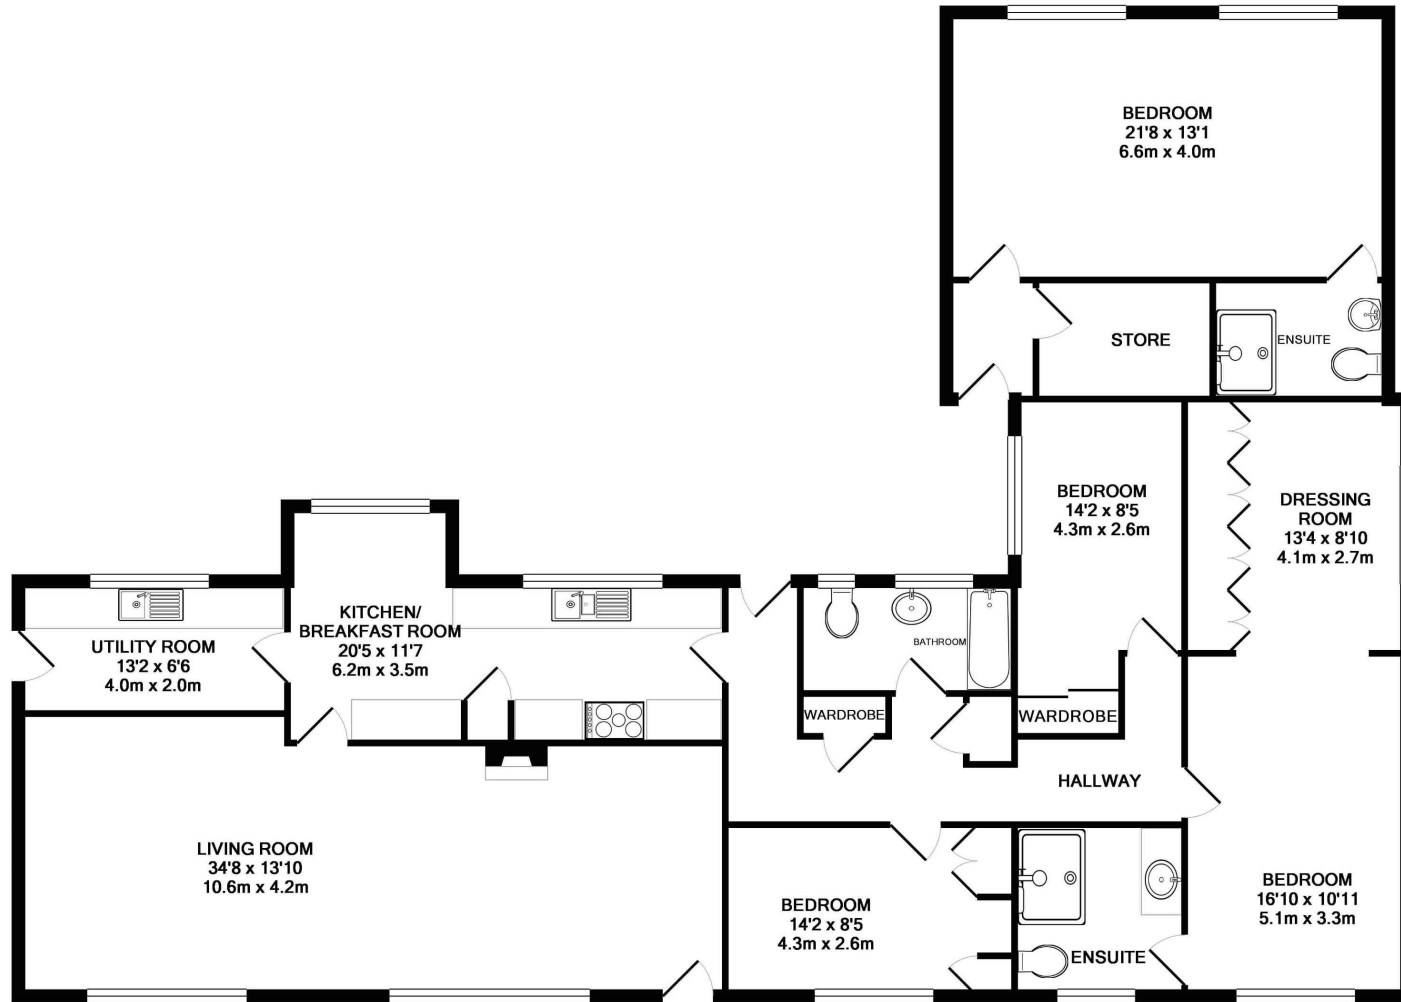 BEDROOM
21'8 x 13'1
6.6m x 4.0m
STORE
ENSUITE
BEDROOM
14'2 x 8'5
4.3m x 2.6m
DRESSING
ROOM
13'4 x 8'10
4.1m x 2.7m
KITCHEN/
BREAKFAST ROOM
20'5 x 11'7
6.2m x 3.5m
UTILITY ROOM
13'2 x 6'6
4.0m x 2.0m
BATHROOM
WARDROBE
WARDROBE
HALLWAY
LIVING ROOM
34'8 x 13'10
10.6m x 4.2m
BEDROOM
14'2 x 8'5
4.3m x 2.6m
ENSUITE
BEDROOM
16'10 x 10'11
5.1m x 3.3m